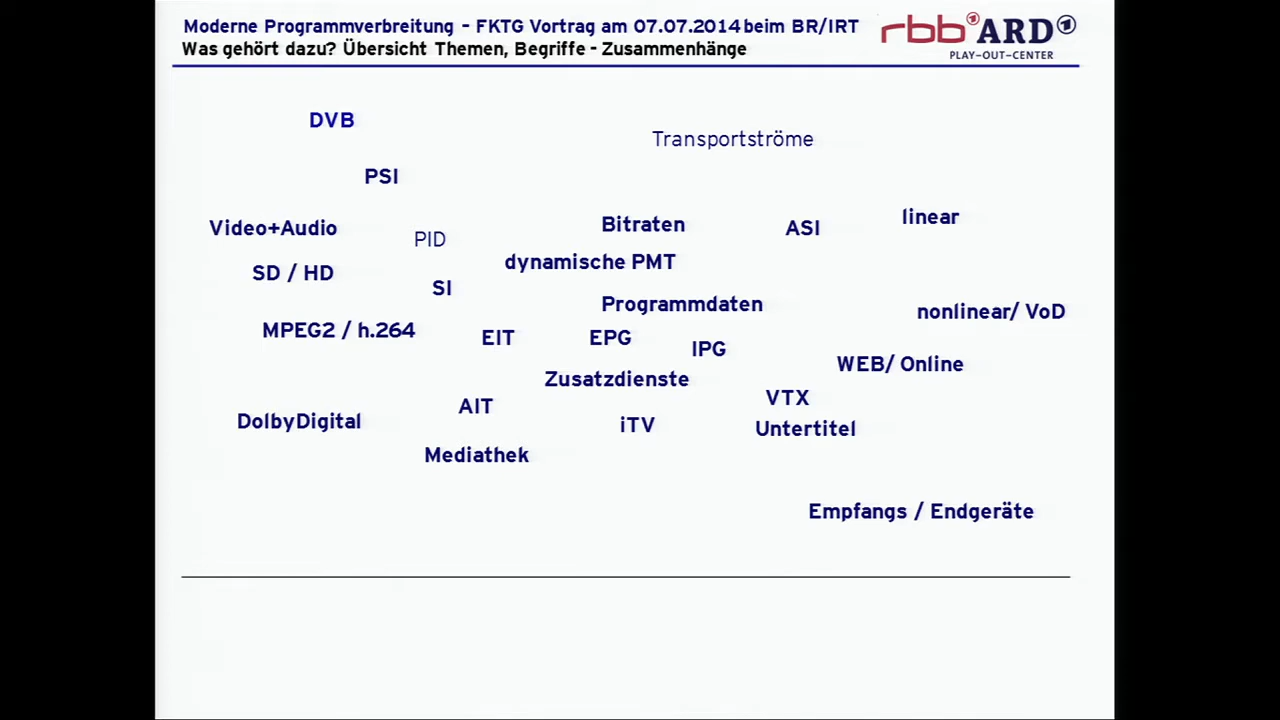 Moderne Programmverbreitung - FKTG Vortrag am 07.07.2014 beim BR/IRT
Was gehört dazu? Übersicht Themen, Begriffe - Zusammenhänge
rbb ARD
PLAY-OUT-CENTER
DVB
Transportströme
PSI
linear
Video+Audio
PID
Bitraten
ASI
dynamische PMT
SD / HD
SI
Programmdaten
nonlinear/ VoD
MPEG2 / h.264
EIT
EPG
IPG
WEB/ Online
Zusatzdienste
VTX
AIT
DolbyDigital
iTV
Untertitel
Mediathek
Empfangs / Endgeräte